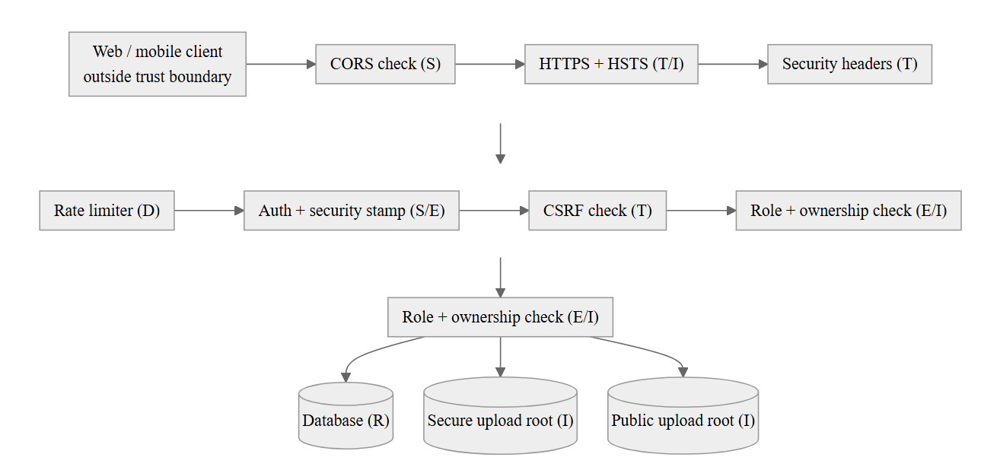 Web / mobile client
outside trust boundary
CORS check (S)
HTTPS + HSTS (T/I)
Security headers (T)
Rate limiter (D)
Auth + security stamp (S/E)
CSRF check (T)
Role + ownership check (E/I)
Role + ownership check (E/I)
Database (R)
Secure upload root (I)
Public upload root (I)